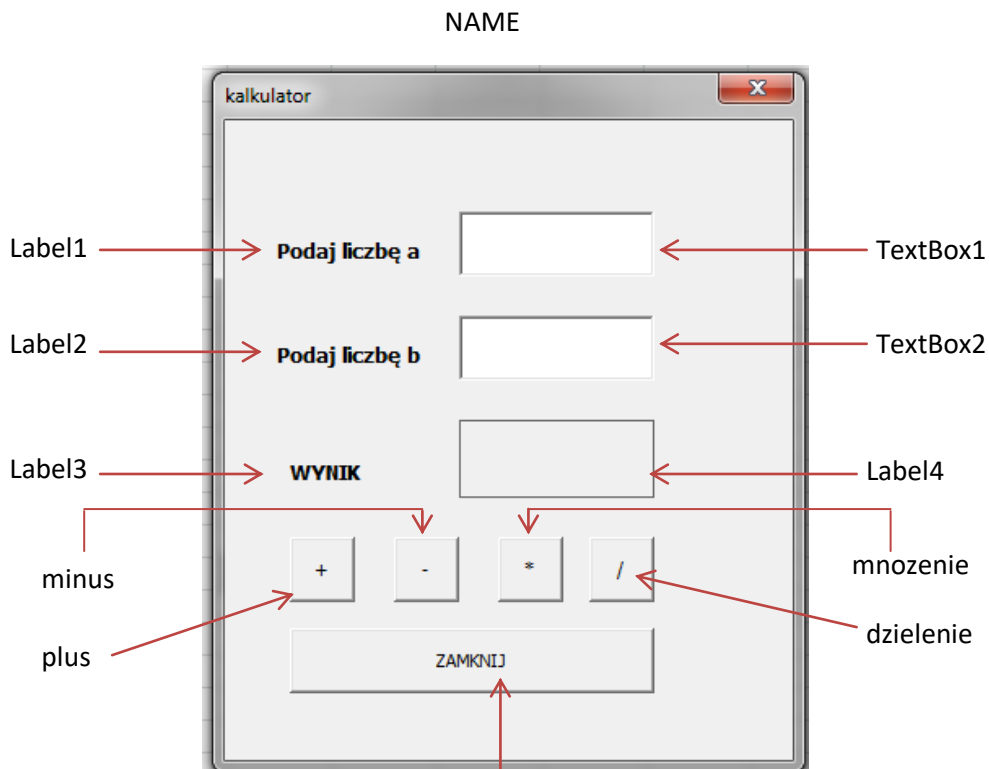 NAME
kalkulator
X
Label1
Podaj liczbę a
TextBox1
Label2
Podaj liczbę b
TextBox2
Label3
WYNIK
Label4
minus
+
-
*
/
mnozenie
plus
dzielenie
ZAMKNIJ